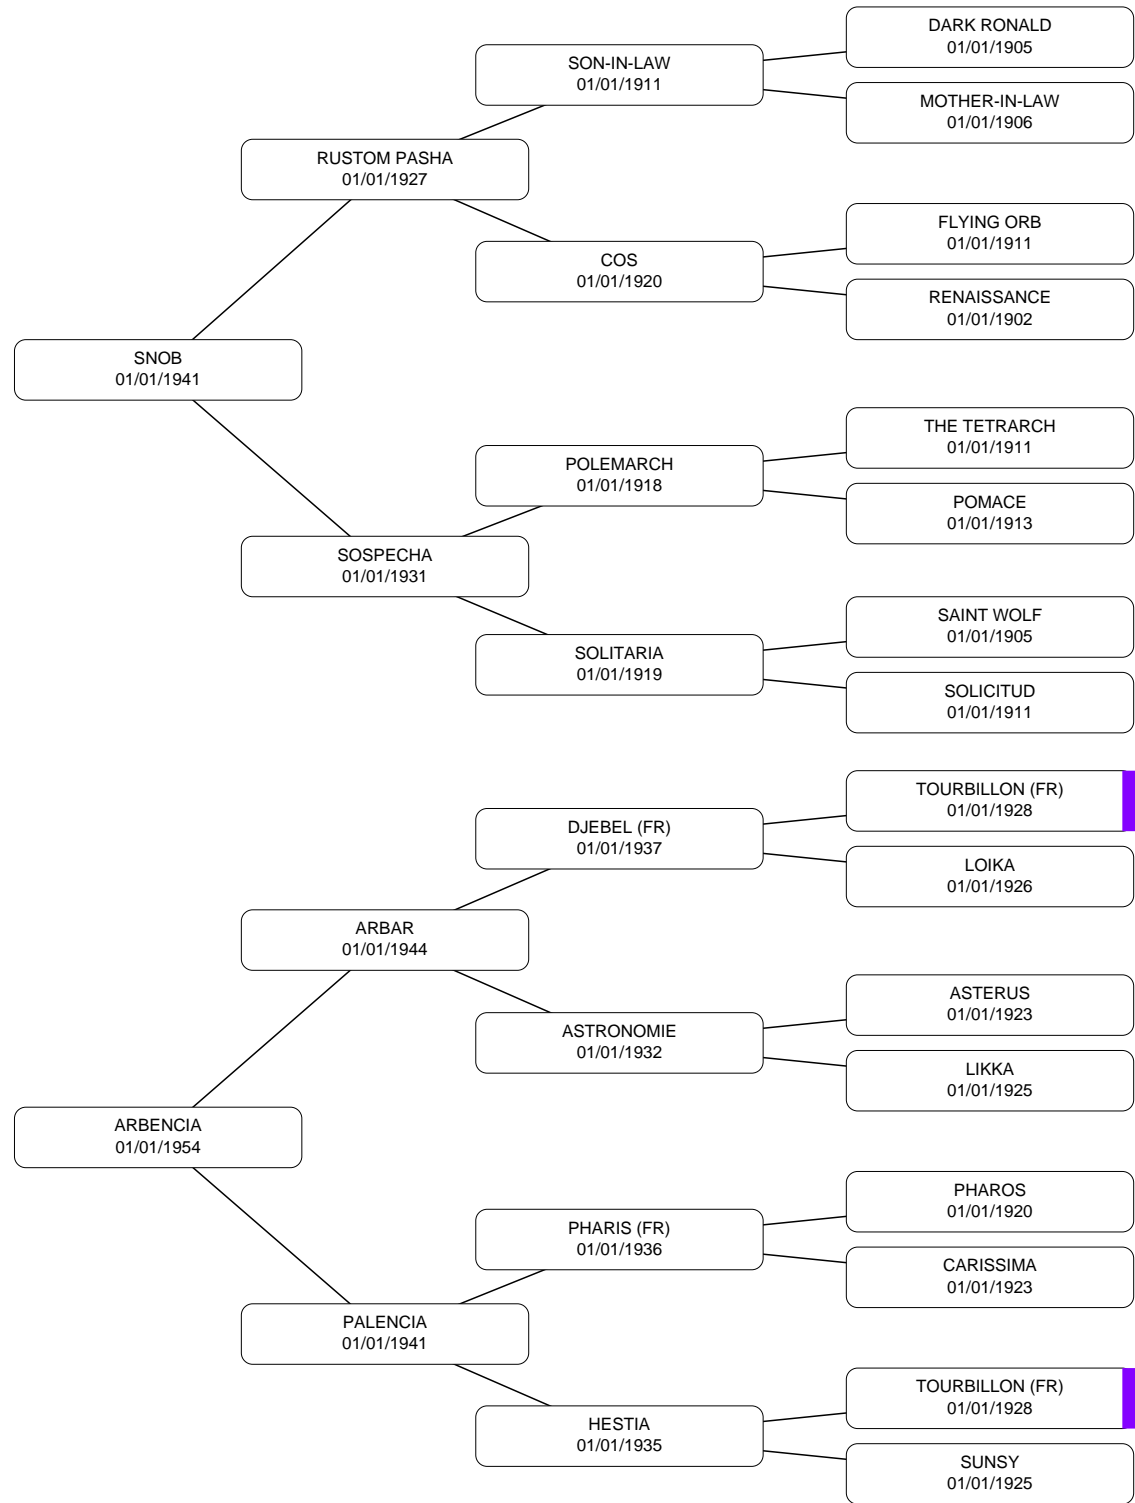 DARK RONALD
01/01/1905
SON-IN-LAW
01/01/1911
MOTHER-IN-LAW
01/01/1906
RUSTOM PASHA
01/01/1927
FLYING ORB
01/01/1911
COS
01/01/1920
RENAISSANCE
01/01/1902
SNOB
01/01/1941
THE TETRARCH
01/01/1911
POLEMARCH
01/01/1918
POMACE
01/01/1913
SOSPECHA
01/01/1931
SAINT WOLF
01/01/1905
SOLITARIA
01/01/1919
SOLICITUD
01/01/1911
TOURBILLON (FR)
01/01/1928
DJEBEL (FR)
01/01/1937
LOIKA
01/01/1926
ARBAR
01/01/1944
ASTERUS
01/01/1923
ASTRONOMIE
01/01/1932
LIKKA
01/01/1925
ARBENCIA
01/01/1954
PHAROS
01/01/1920
PHARIS (FR)
01/01/1936
CARISSIMA
01/01/1923
PALENCIA
01/01/1941
TOURBILLON (FR)
01/01/1928
HESTIA
01/01/1935
SUNSY
01/01/1925